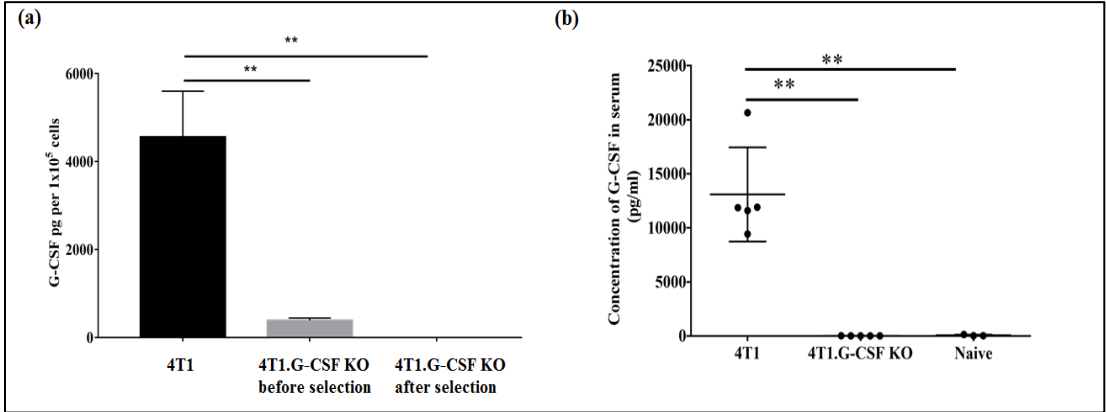 (a)
**
**
6000
4000
2000
0
G-CSF pg per 1x10⁵ cells
4T1
4T1.G-CSF KO
before selection
4T1.G-CSF KO
after selection
(b)
**
**
25000
20000
15000
10000
5000
0
Concentration of G-CSF in serum
(pg/ml)
4T1
4T1.G-CSF KO
Naive